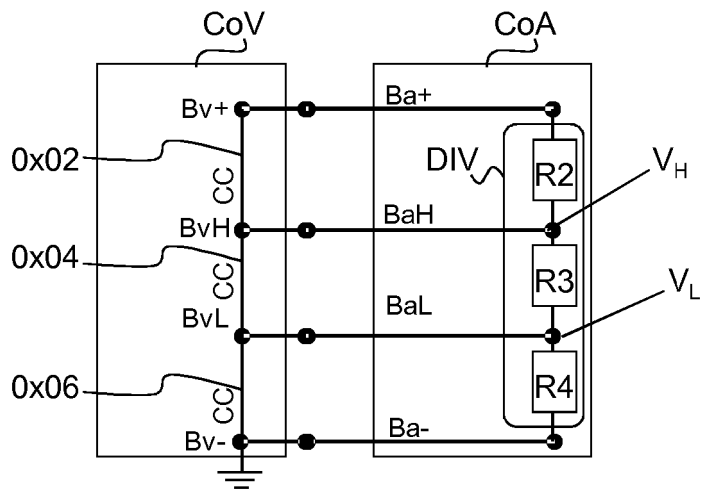 CoV CoA
Bv+ Ba+
0x02 CC DIV R2 VH
BvH BaH
0x04 CC R3
BvL BaL VL
0x06 CC R4
Bv- Ba-